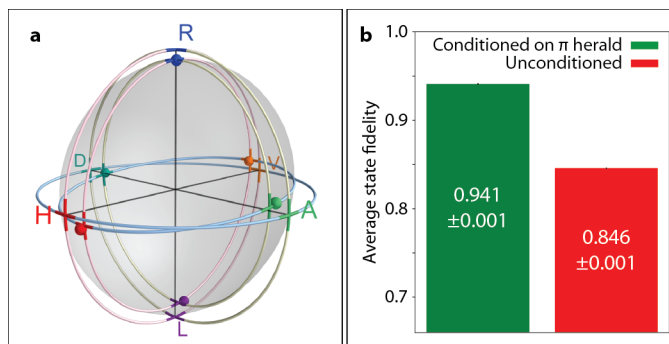 a
R
D
V
H
A
L
b
1.0
Conditioned on π herald
Unconditioned
0.9
Average state fidelity
0.941
±0.001
0.8
0.846
±0.001
0.7